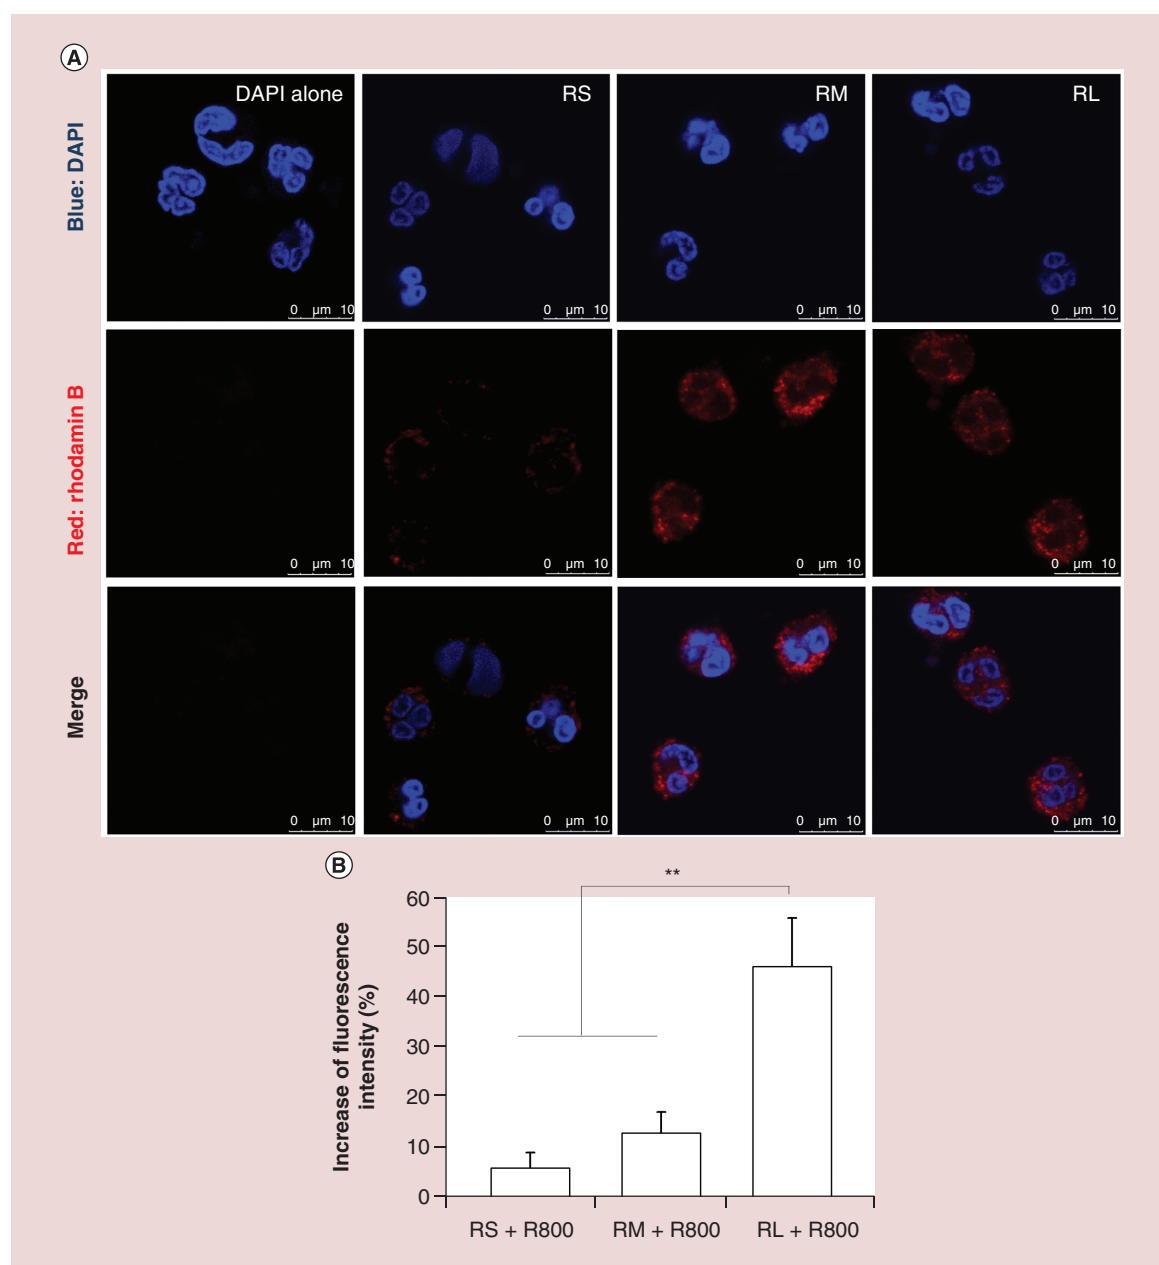 A
DAPI alone
RS
RM
RL
Blue: DAPI
0 µm 10
0 µm 10
0 µm 10
0 µm 10
Red: rhodamin B
0 µm 10
0 µm 10
0 µm 10
0 µm 10
Merge
0 µm 10
0 µm 10
0 µm 10
0 µm 10
B
**
Increase of fluorescence
intensity (%)
60
50
40
30
20
10
0
RS + R800
RM + R800
RL + R800